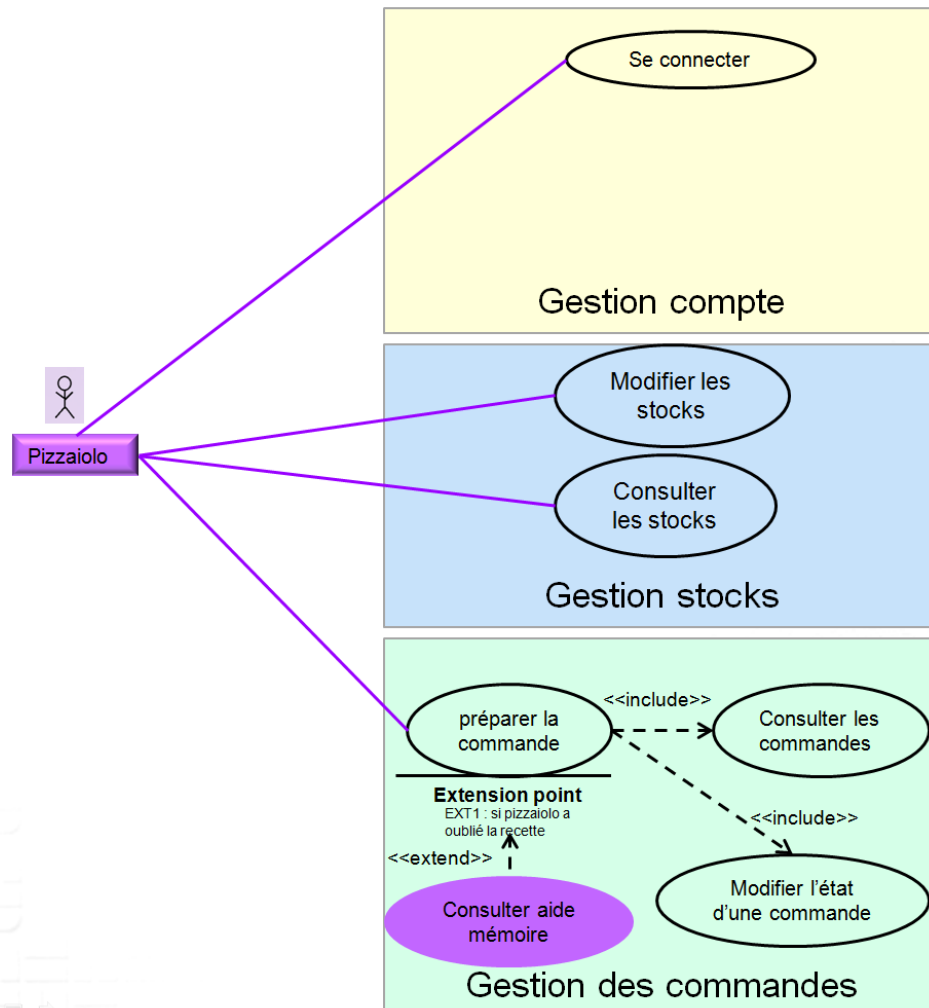 Se connecter
Gestion compte
Pizzaiolo
Modifier les
stocks
Consulter
les stocks
Gestion stocks
préparer la
commande
<<include>>
Consulter les
commandes
Extension point
EXT1 : si pizzaiolo a
oublié la recette
<<include>>
<<extend>>
Consulter aide
mémoire
Modifier l’état
d’une commande
Gestion des commandes